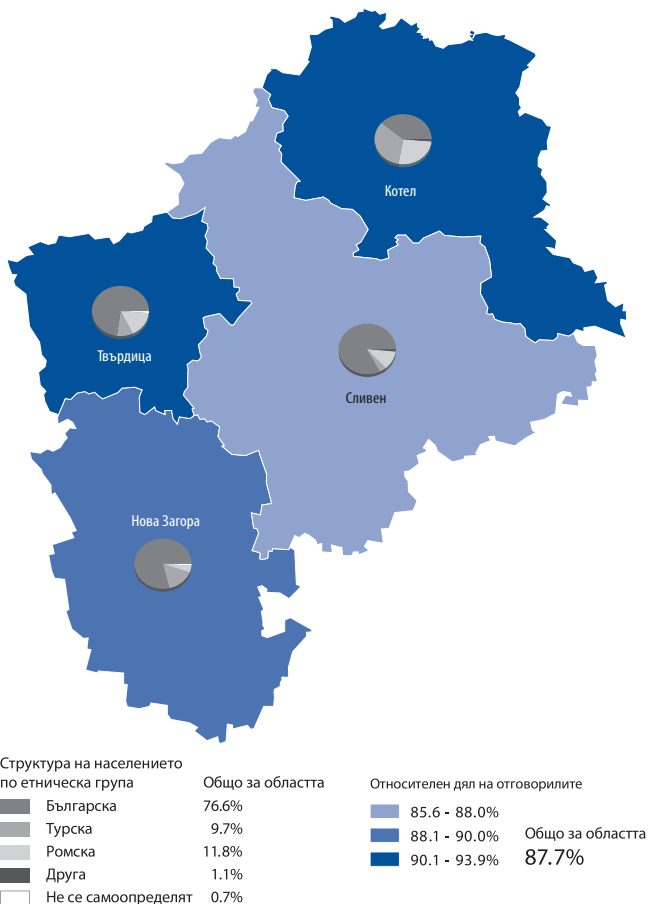 Котел
Твърдица
Сливен
Нова Загора
Структура на населението
по етническа група Общо за областта
Българска 76.6%
Турска 9.7%
Ромска 11.8%
Друга 1.1%
Не се самоопределят 0.7%
Относителен дял на отговорилите
85.6 - 88.0%
88.1 - 90.0%
90.1 - 93.9%
Общо за областта
87.7%